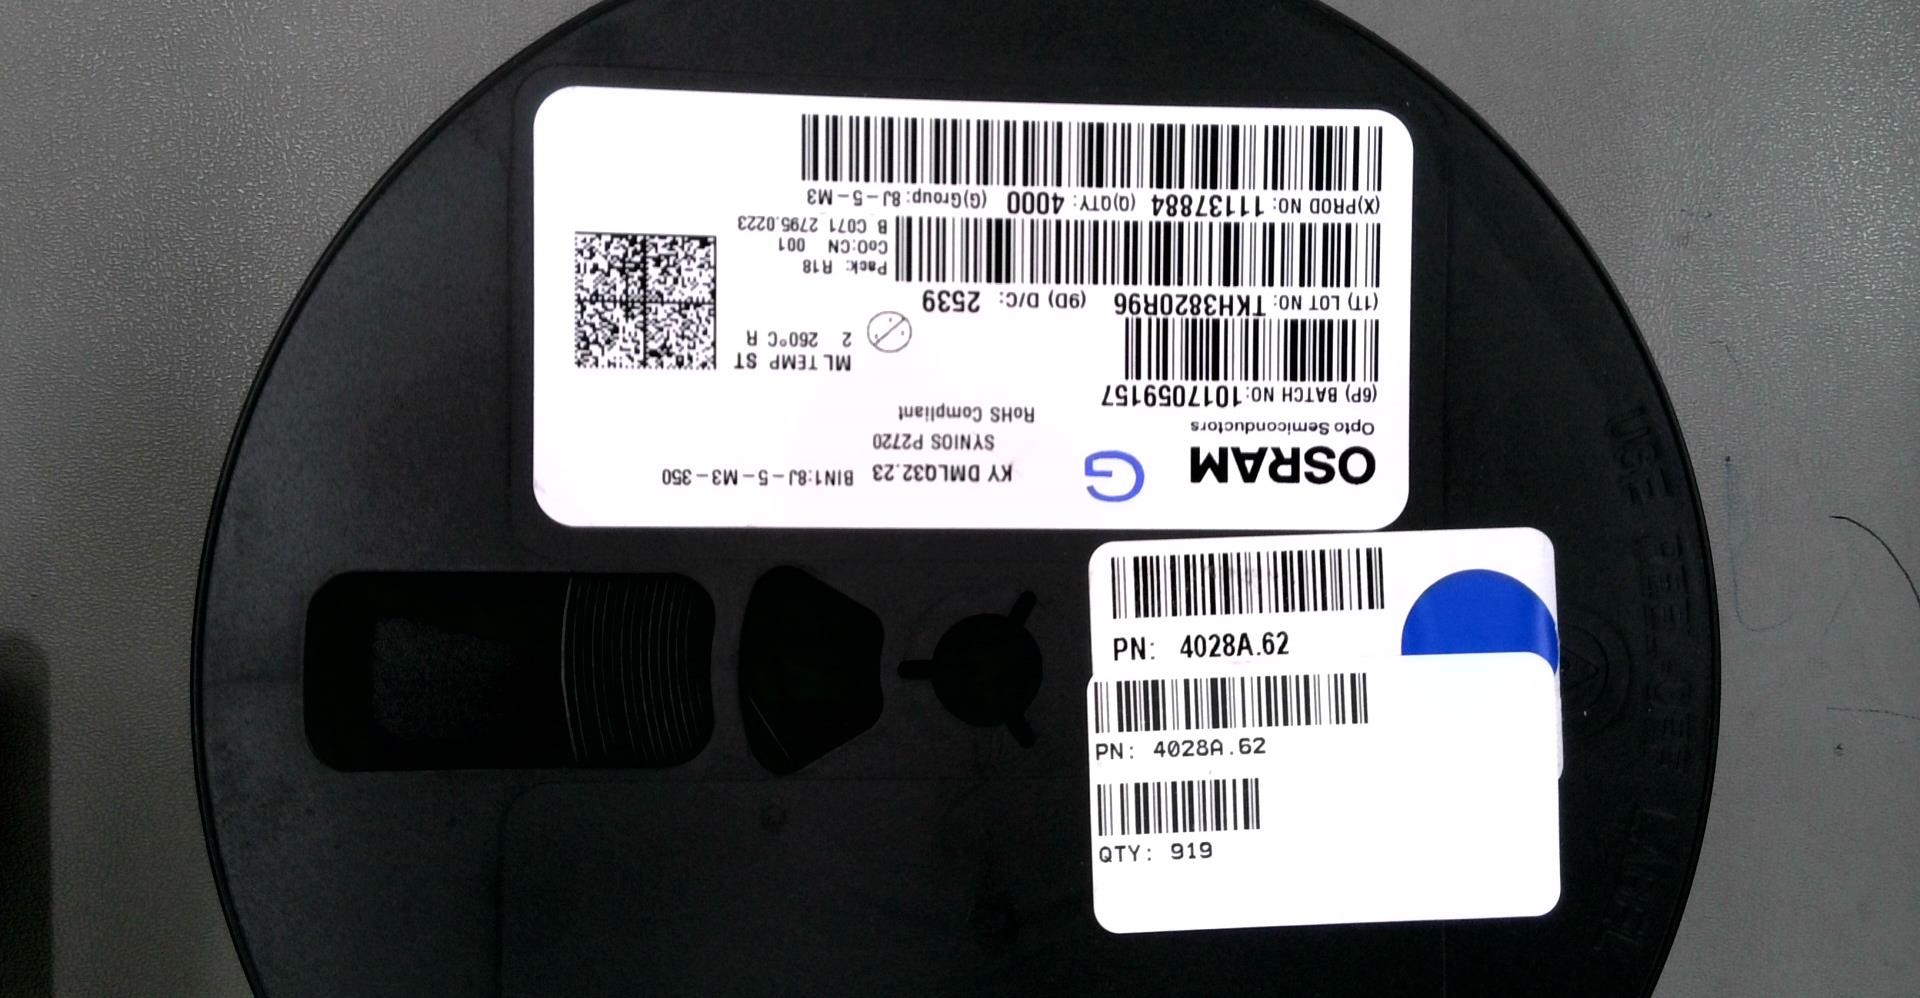 OSRAM
Opto Semiconductors
G
KY DMLQ32.23 BIN1:8J-5-M3-350
SYNIOS P2720
RoHS Compliant
(6P) BATCH NO: 1017059157
ML TEMP ST
2 260°C R
(1T) LOT NO: TKH3820R96 (9D) D/C: 2539
Pack: R18
CoO:CN 001
B C071 2795.0223
(X)PROD NO: 11137884 (Q)QTY: 4000 (G)Group: 8J-5-M3
PN: 4028A.62
PN: 4028A.62
QTY: 919